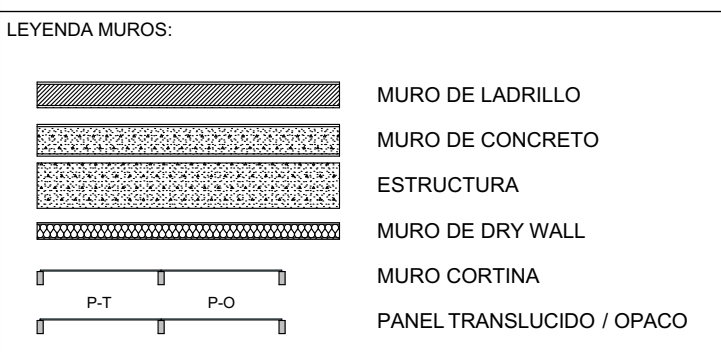 LEYENDA MUROS:
MURO DE LADRILLO
MURO DE CONCRETO
ESTRUCTURA
MURO DE DRY WALL
MURO CORTINA
P-T P-O
PANEL TRANSLUCIDO / OPACO